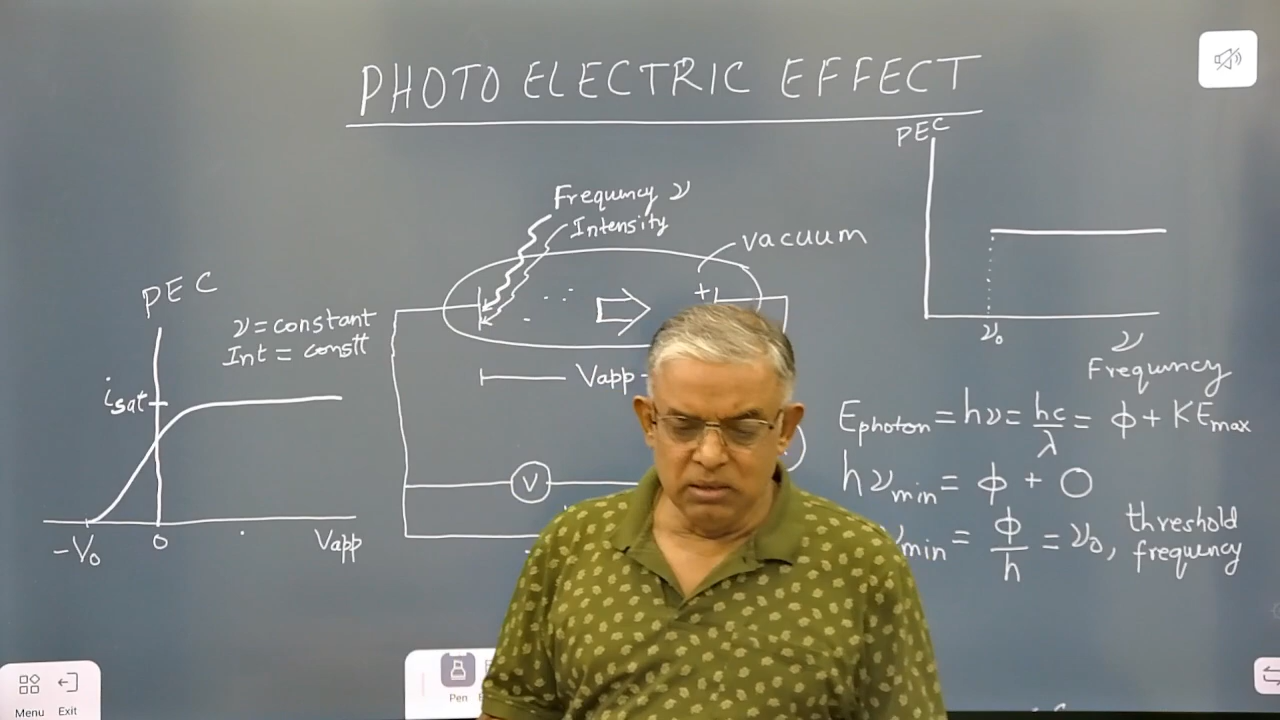 PHOTO ELECTRIC EFFECT
PEC
ν₀
ν
Frequency
Frequency ν
Intensity
vacuum
+
Vapp
V
PEC
ν = constant
Int = constt
isat
-V₀
0
Vapp
Ephoton = hν = hc/λ = ϕ + KEmax
hνmin = ϕ + 0
νmin = ϕ/h = ν₀, threshold frequency
Menu
Exit
Pen